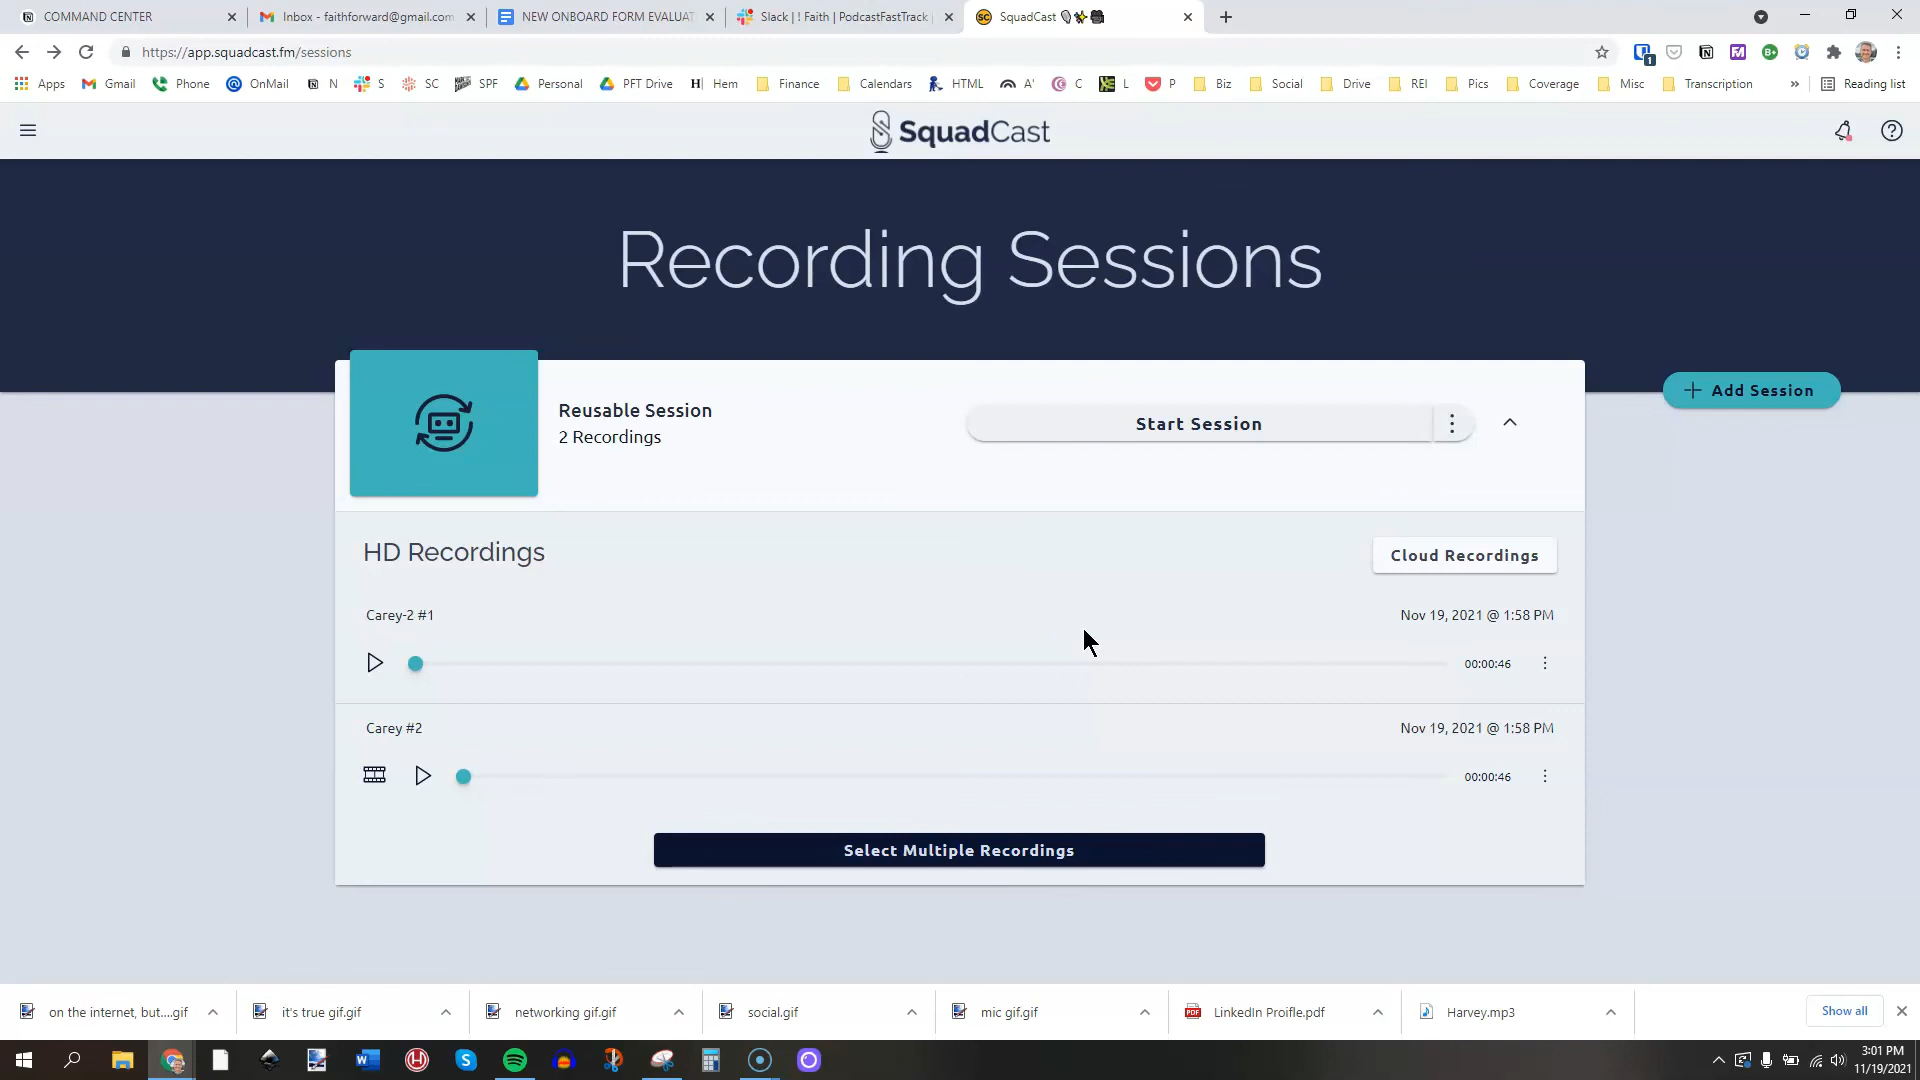 COMMAND CENTER
Inbox - faithforward@gmail.com
NEW ONBOARD FORM EVALUAT
Slack | ! Faith | PodcastFastTrack
SquadCast
https://app.squadcast.fm/sessions
Apps
Gmail
Phone
OnMail
N
S
SC
SPF
Personal
PFT Drive
Hem
Finance
Calendars
HTML
A'
C
L
P
Biz
Social
Drive
REI
Pics
Coverage
Misc
Transcription
»
Reading list
SquadCast
Recording Sessions
+ Add Session
Reusable Session
2 Recordings
Start Session
HD Recordings
Cloud Recordings
Carey-2 #1
Nov 19, 2021 @ 1:58 PM
00:00:46
Carey #2
Nov 19, 2021 @ 1:58 PM
00:00:46
Select Multiple Recordings
on the internet, but....gif
it's true gif.gif
networking gif.gif
social.gif
mic gif.gif
LinkedIn Proifle.pdf
Harvey.mp3
Show all
3:01 PM
11/19/2021